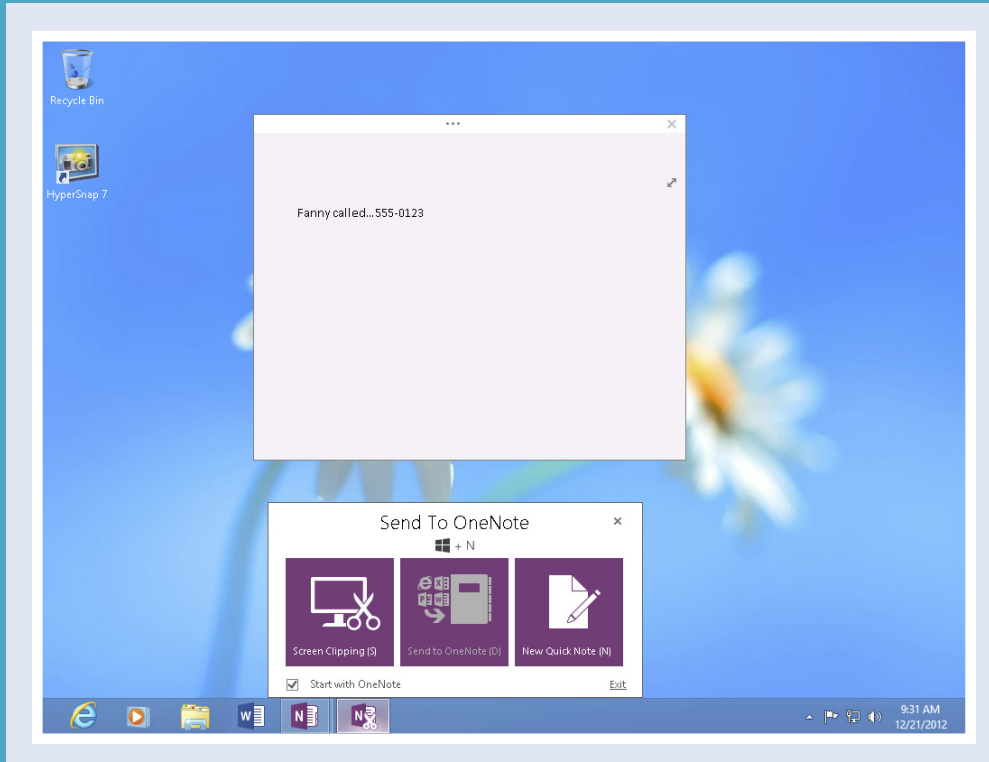 Recycle Bin
HyperSnap 7
Fanny called...555-0123
Send To OneNote
+ N
Screen Clipping (S)
Send to OneNote (D)
New Quick Note (N)
Start with OneNote
Exit
9:31 AM
12/21/2012